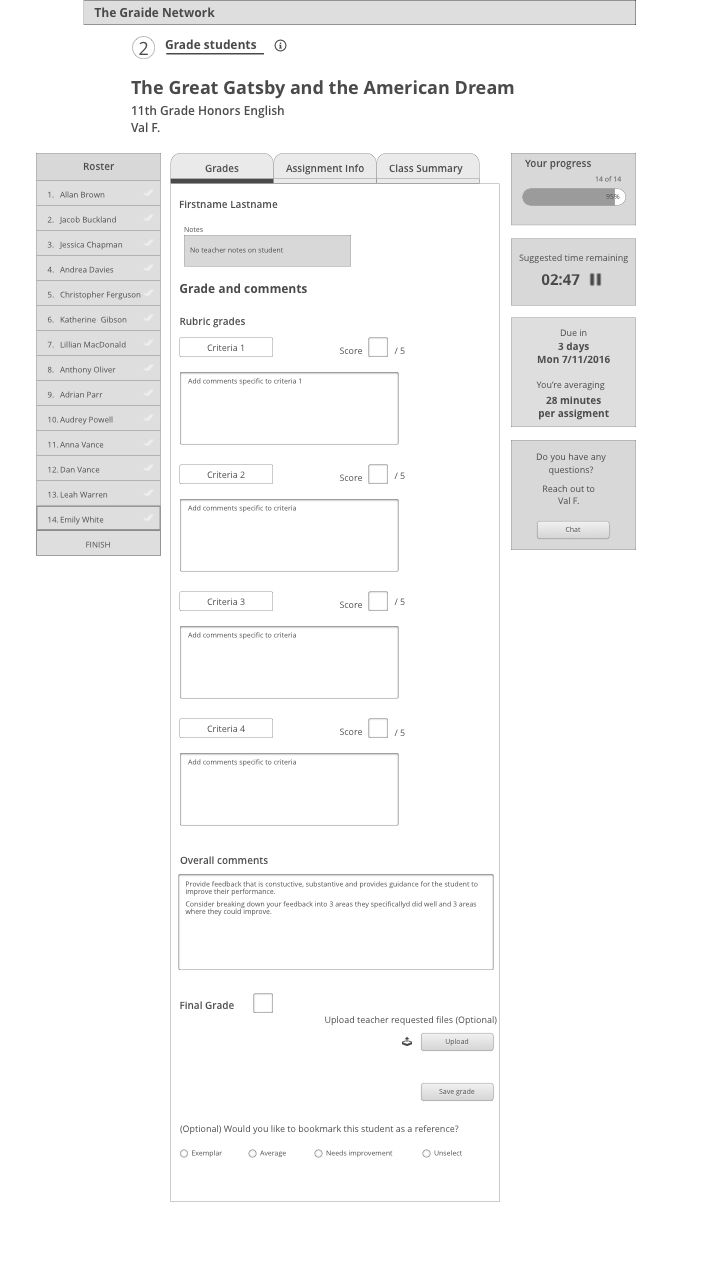 The Graide Network
2 Grade students
The Great Gatsby and the American Dream
11th Grade Honors English
Val F.
Roster
1. Allan Brown
2. Jacob Buckland
3. Jessica Chapman
4. Andrea Davies
5. Christopher Ferguson
6. Katherine Gibson
7. Lillian MacDonald
8. Anthony Oliver
9. Adrian Parr
10. Audrey Powell
11. Anna Vance
12. Dan Vance
13. Leah Warren
14. Emily White
FINISH
Grades
Assignment Info
Class Summary
Firstname Lastname
Notes
No teacher notes on student
Grade and comments
Rubric grades
Criteria 1
Score / 5
Add comments specific to criteria 1
Criteria 2
Score / 5
Add comments specific to criteria
Criteria 3
Score / 5
Add comments specific to criteria
Criteria 4
Score / 5
Add comments specific to criteria
Overall comments
Provide feedback that is constuctive, substantive and provides guidance for the student to
improve their performance.
Consider breaking down your feedback into 3 areas they specificallyd did well and 3 areas
where they could improve.
Final Grade
Upload teacher requested files (Optional)
Upload
Save grade
(Optional) Would you like to bookmark this student as a reference?
Exemplar
Average
Needs improvement
Unselect
Your progress
14 of 14
95%
Suggested time remaining
02:47
Due in
3 days
Mon 7/11/2016
You're averaging
28 minutes
per assigment
Do you have any
questions?
Reach out to
Val F.
Chat